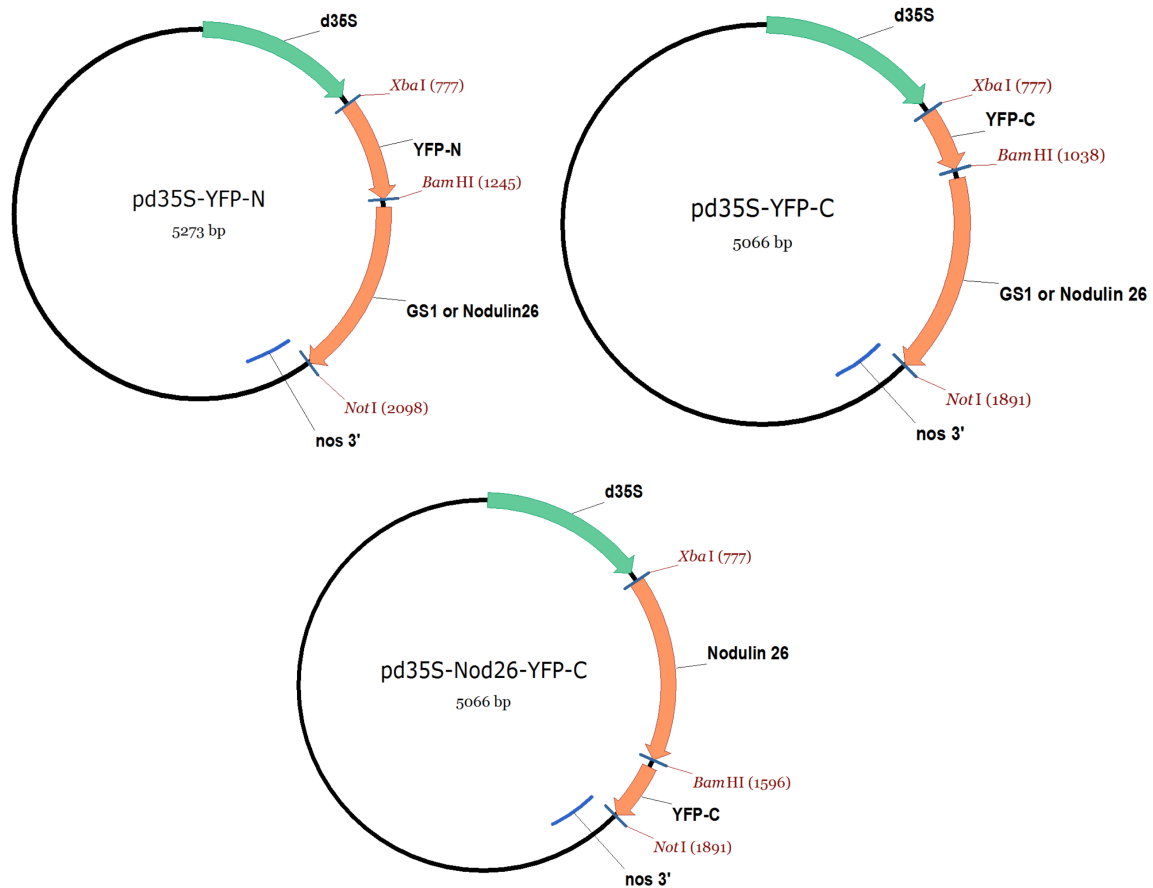 d35S
XbaI (777)
YFP-N
BamHI (1245)
pd35S-YFP-N
5273 bp
GS1 or Nodulin26
NotI (2098)
nos 3'
d35S
XbaI (777)
YFP-C
BamHI (1038)
pd35S-YFP-C
5066 bp
GS1 or Nodulin 26
NotI (1891)
nos 3'
d35S
XbaI (777)
Nodulin 26
pd35S-Nod26-YFP-C
5066 bp
BamHI (1596)
YFP-C
NotI (1891)
nos 3'